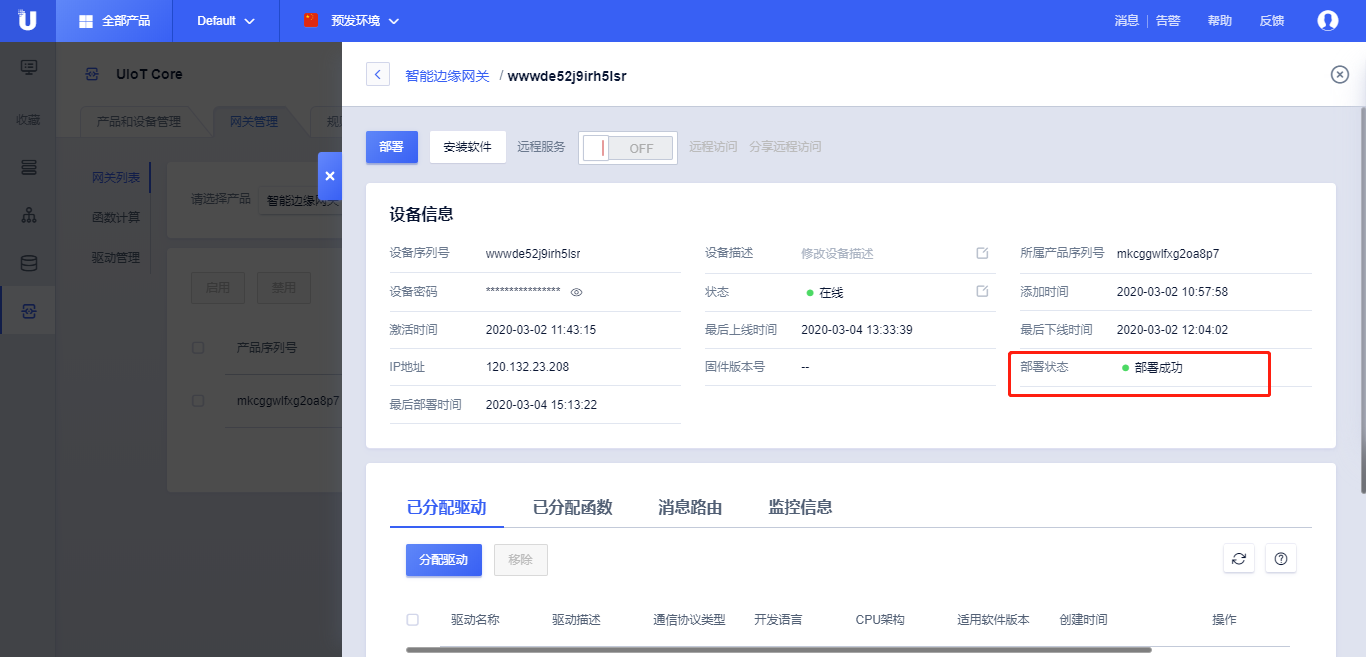 全部产品 Default 预发环境 消息 告警 帮助 反馈
收藏
UIoT Core
产品和设备管理 网关管理
网关列表
函数计算
驱动管理
请选择产品 智能边缘网关
启用 禁用
产品序列号
mkcggwlfxg2oa8p7
智能边缘网关 / wwwde52j9irh5lsr
部署 安装软件 远程服务 OFF 远程访问 分享远程访问
设备信息
设备序列号 wwwde52j9irh5lsr 设备描述 修改设备描述 所属产品序列号 mkcggwlfxg2oa8p7
设备密码 **************** 状态 在线 添加时间 2020-03-02 10:57:58
激活时间 2020-03-02 11:43:15 最后上线时间 2020-03-04 13:33:39 最后下线时间 2020-03-02 12:04:02
IP地址 120.132.23.208 固件版本号 -- 部署状态 部署成功
最后部署时间 2020-03-04 15:13:22
已分配驱动 已分配函数 消息路由 监控信息
分配驱动 移除
驱动名称 驱动描述 通信协议类型 开发语言 CPU架构 适用软件版本 创建时间 操作